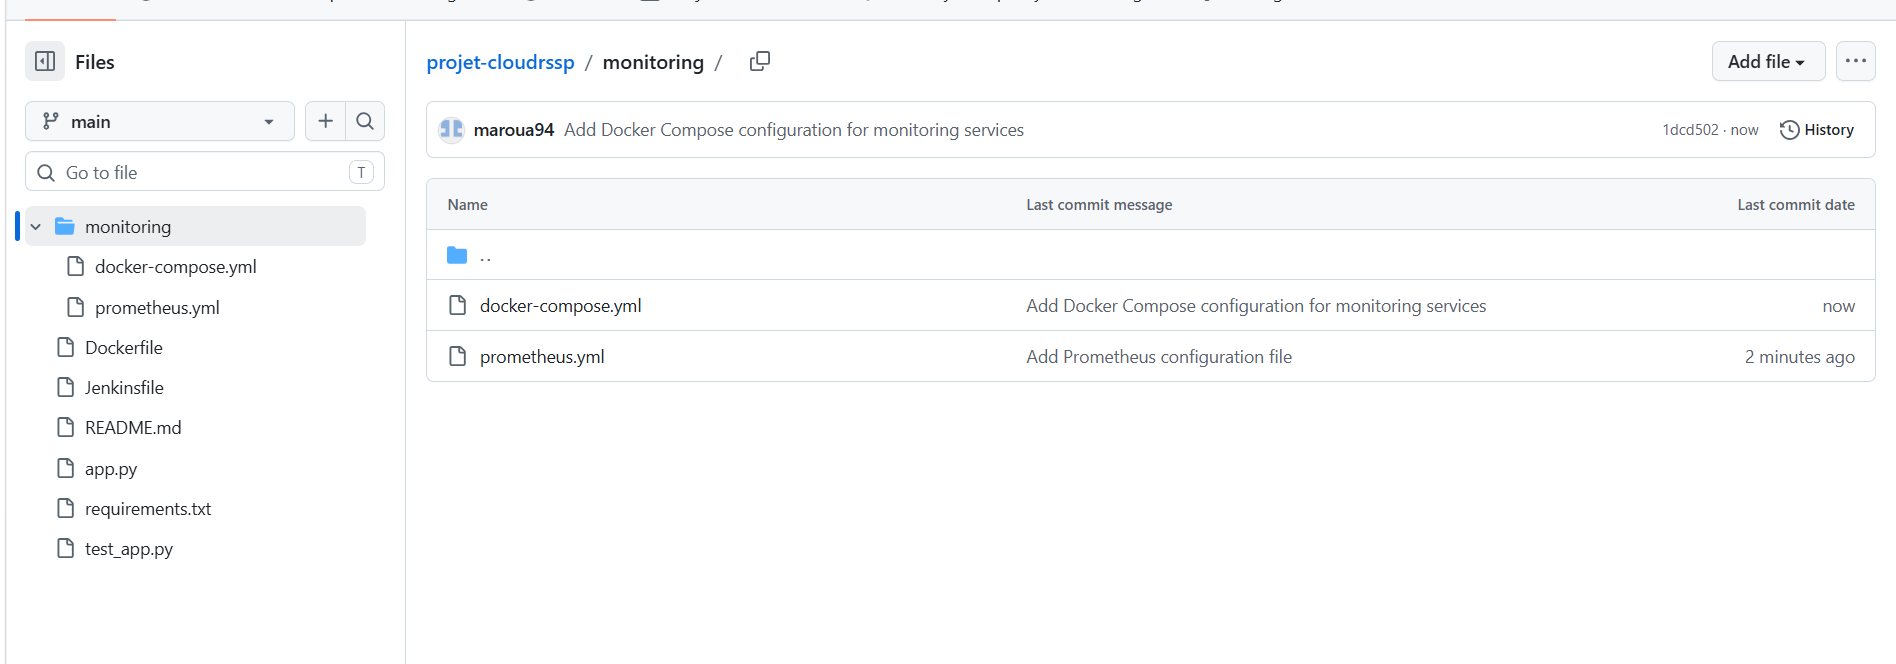 Files
projet-cloudrssp / monitoring /
Add file
main
maroua94 Add Docker Compose configuration for monitoring services
1dcd502 · now
History
Go to file
T
Name
Last commit message
Last commit date
monitoring
..
docker-compose.yml
docker-compose.yml
Add Docker Compose configuration for monitoring services
now
prometheus.yml
prometheus.yml
Add Prometheus configuration file
2 minutes ago
Dockerfile
Jenkinsfile
README.md
app.py
requirements.txt
test_app.py